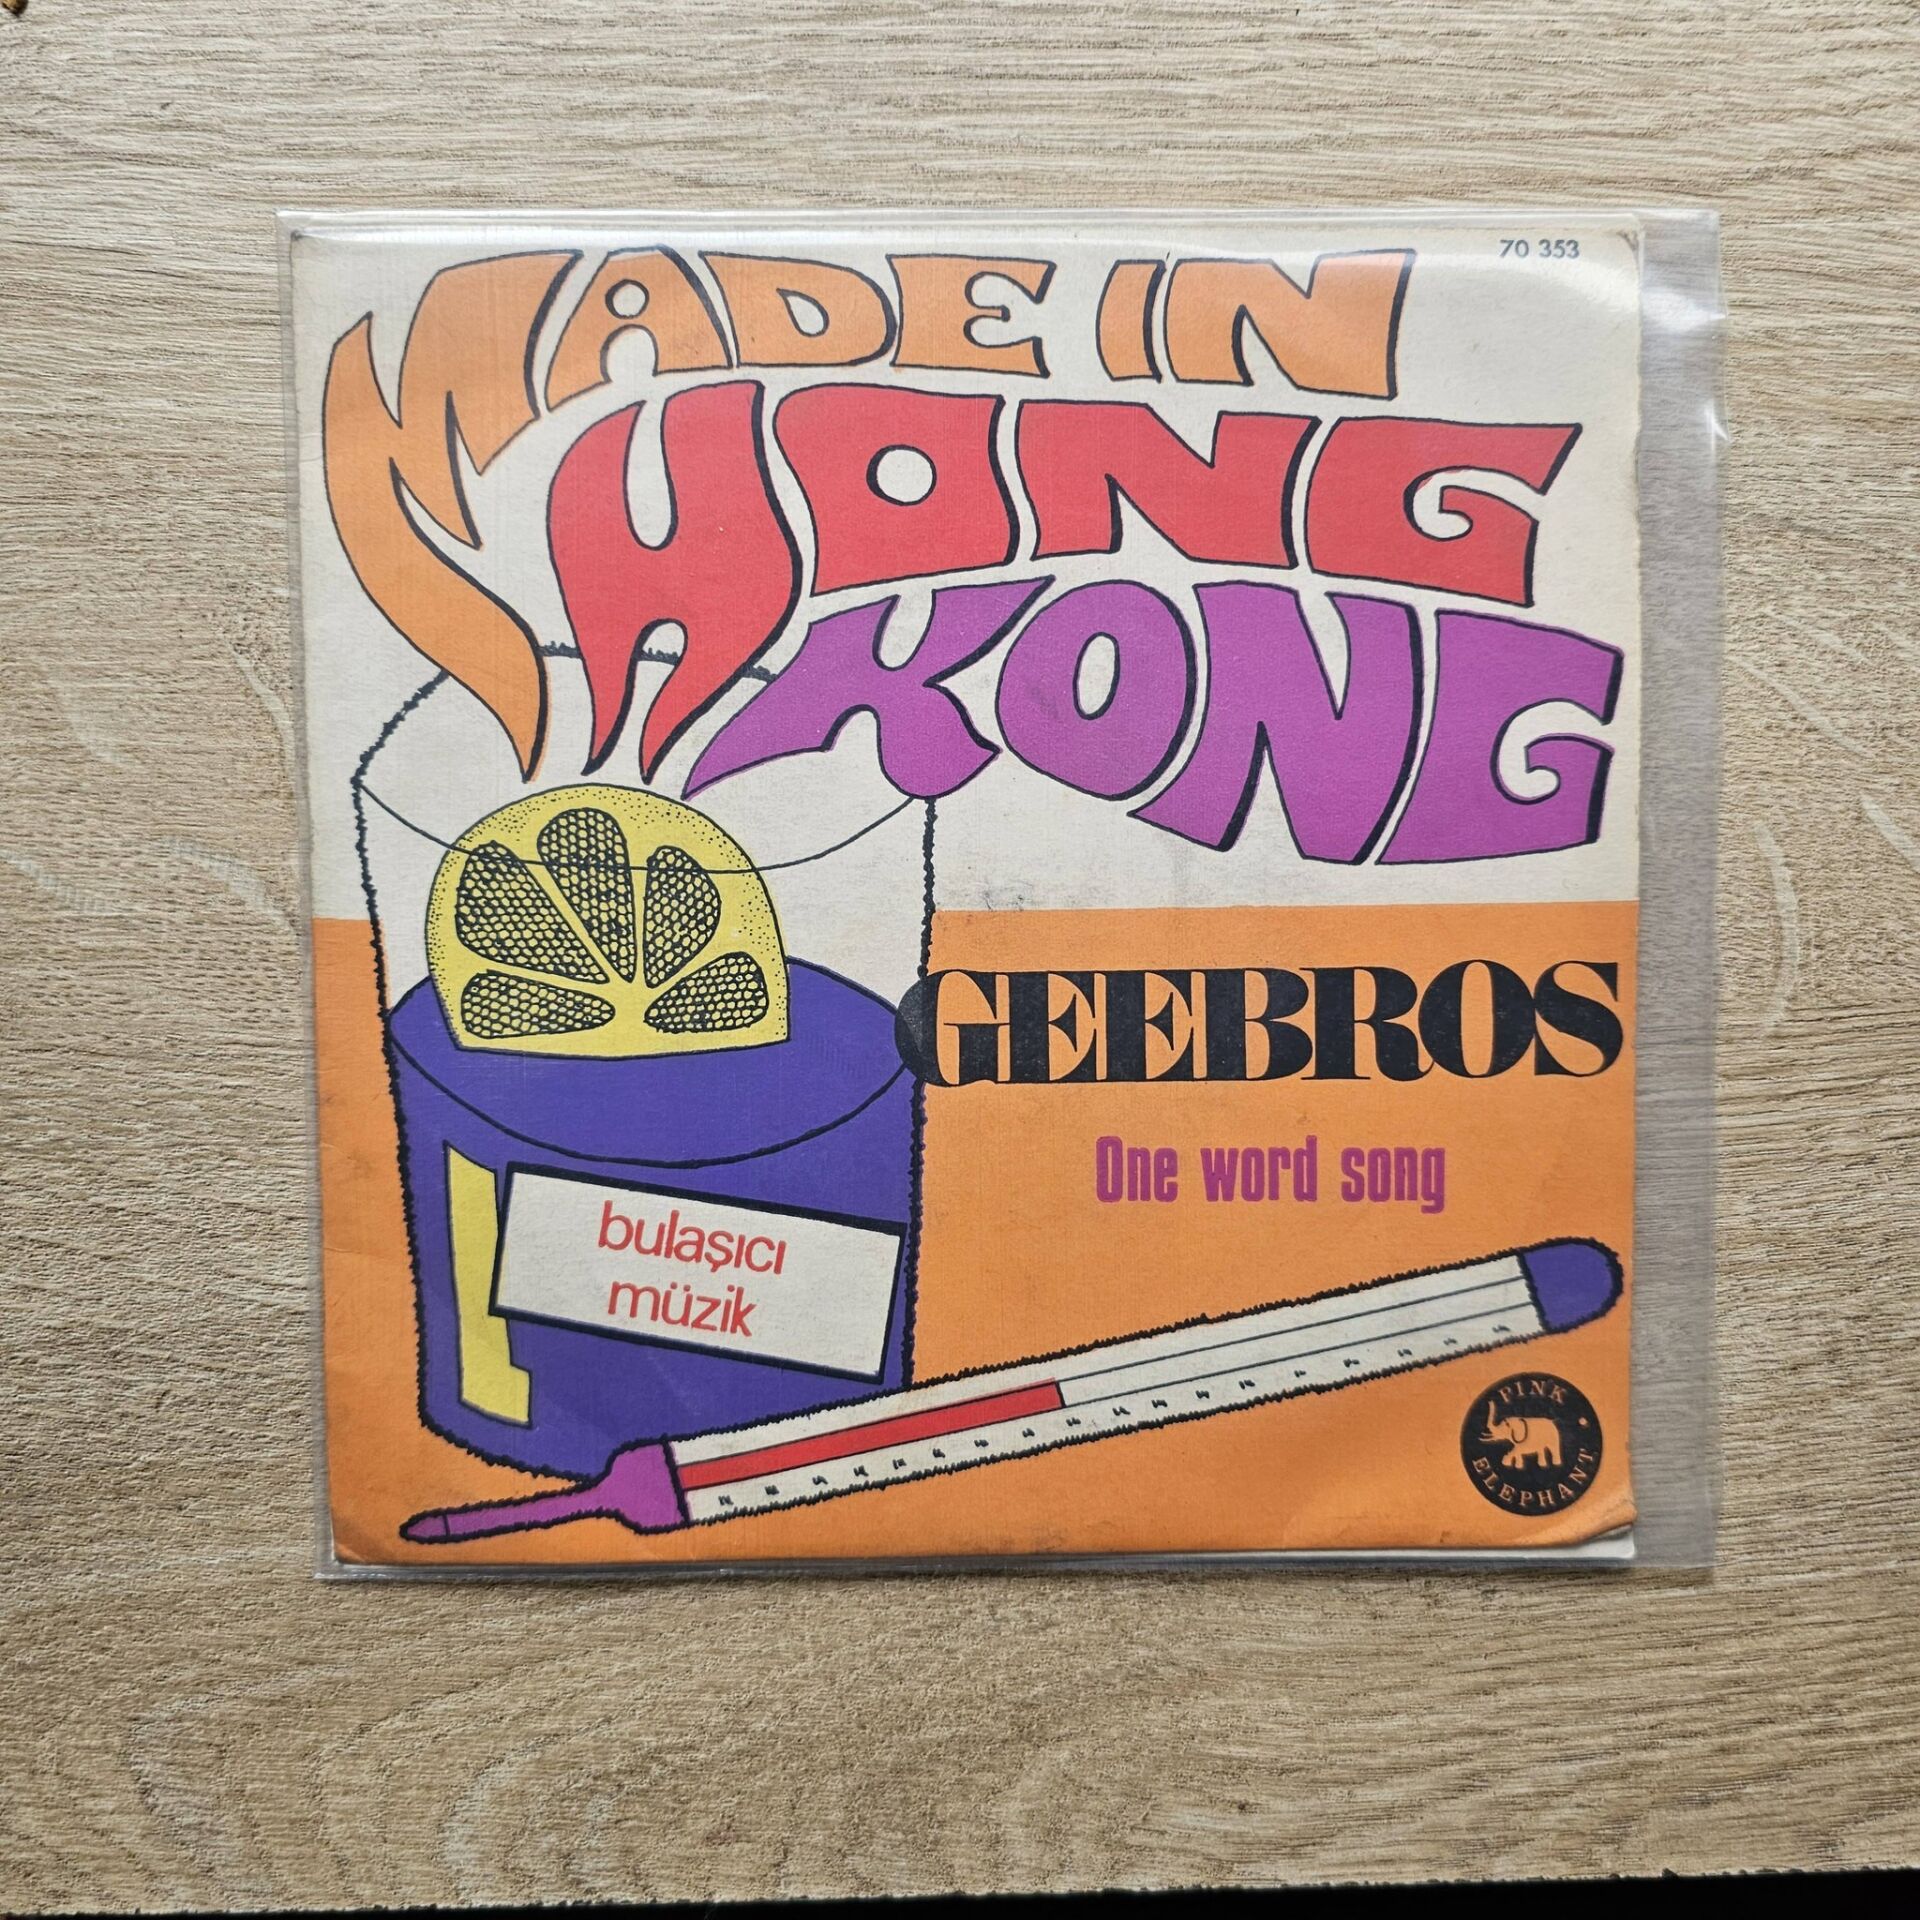 70 353
MADE IN
HONG
KONG
GEEBROS
One word song
bulaşıcı
müzik
PINK
ELEPHANT